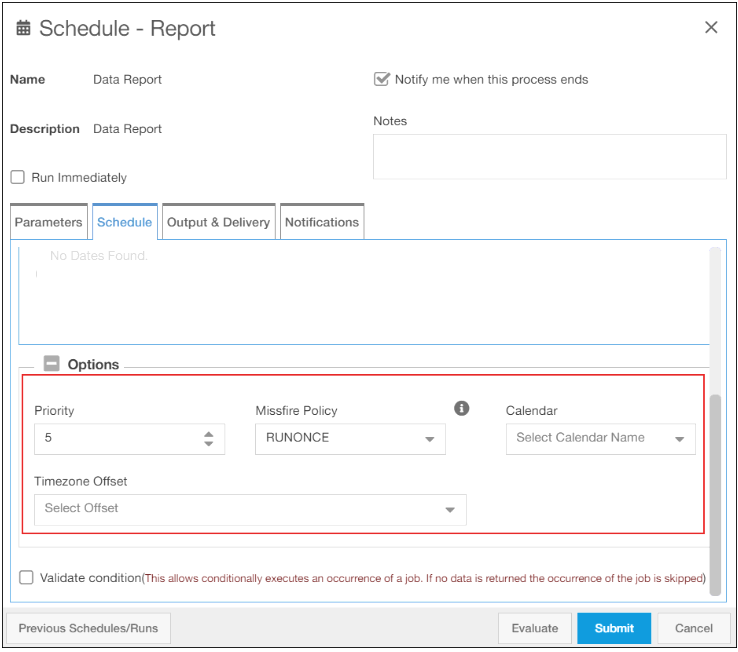 Schedule - Report
Name Data Report
Notify me when this process ends
Description Data Report
Notes
Run Immediately
Parameters Schedule Output & Delivery Notifications
No Dates Found.
Options
Priority Missfire Policy Calendar
5 RUNONCE Select Calendar Name
Timezone Offset
Select Offset
Validate condition(This allows conditionally executes an occurrence of a job. If no data is returned the occurrence of the job is skipped)
Previous Schedules/Runs Evaluate Submit Cancel